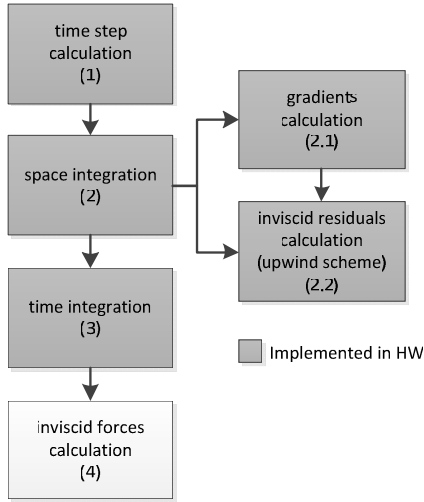 time step
calculation
(1)
space integration
(2)
gradients
calculation
(2.1)
inviscid residuals
calculation
(upwind scheme)
(2.2)
time integration
(3)
inviscid forces
calculation
(4)
Implemented in HW